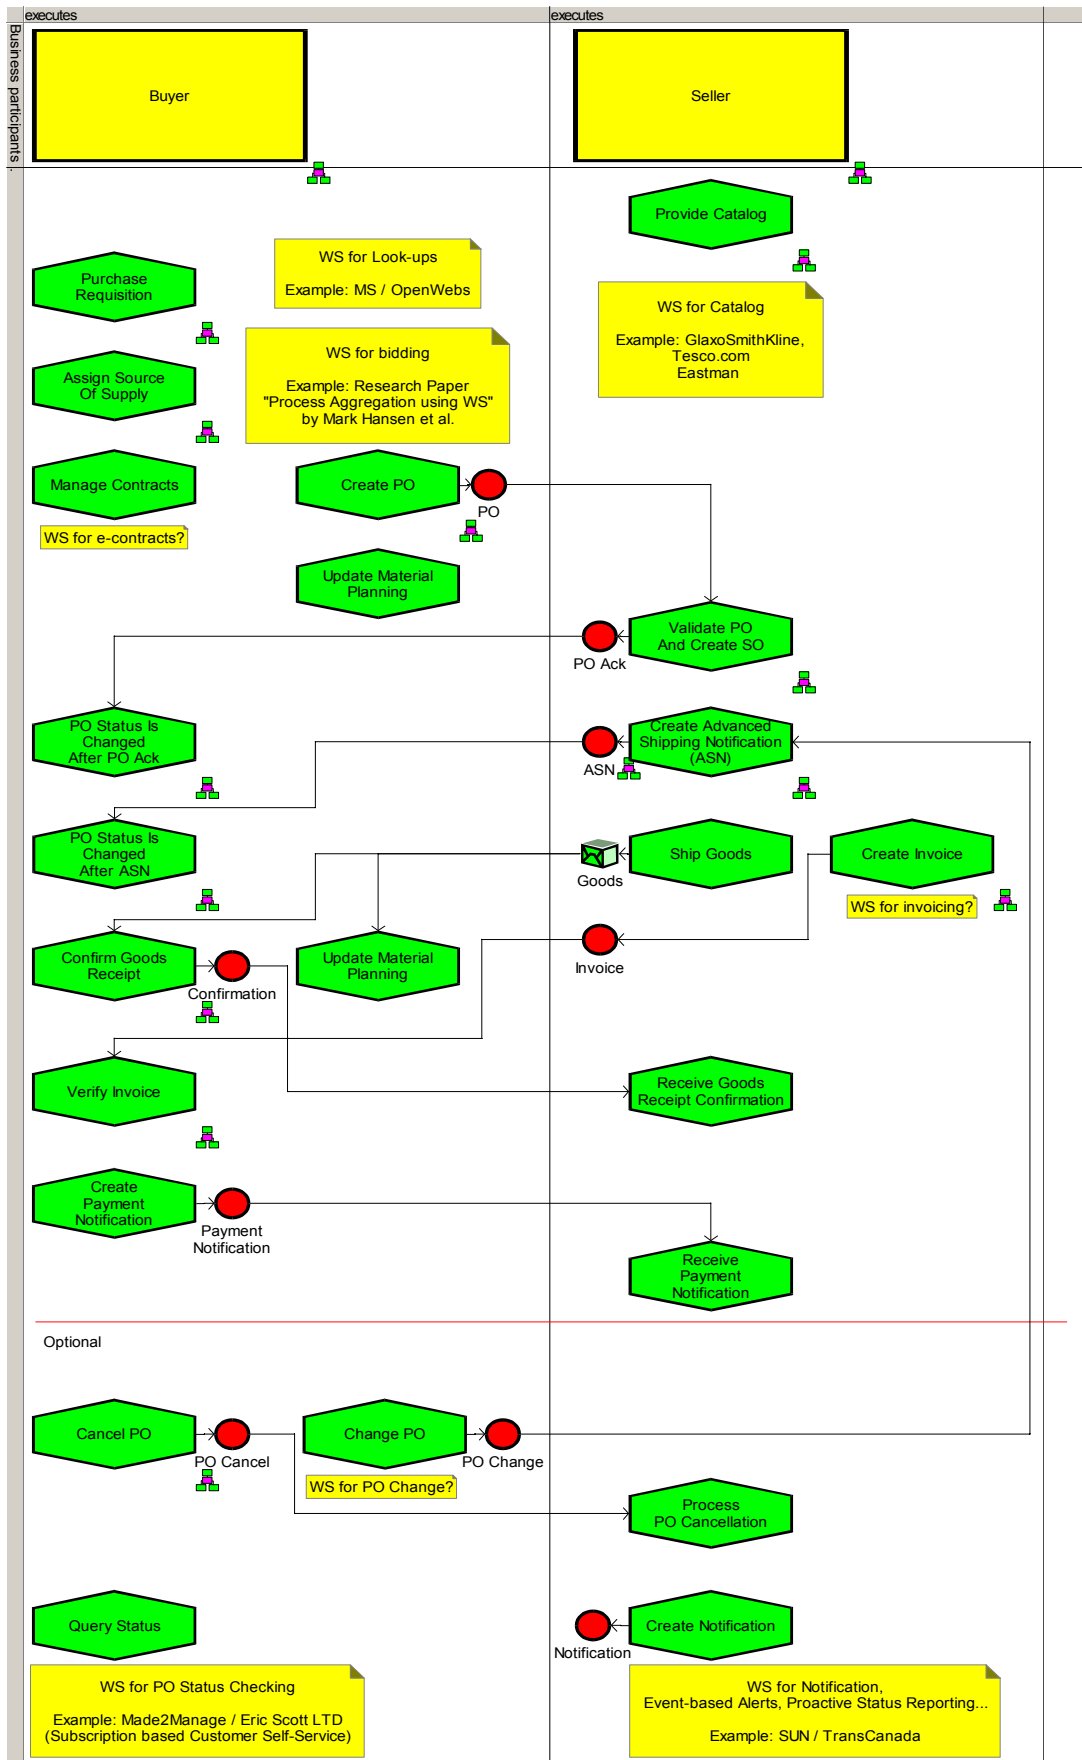 executes
executes
Business participants .
Buyer
Seller
Provide Catalog
WS for Look-ups
Example: MS / OpenWebs
Purchase
Requisition
WS for Catalog
Example: GlaxoSmithKline,
Tesco.com
Eastman
WS for bidding
Example: Research Paper
"Process Aggregation using WS"
by Mark Hansen et al.
Assign Source
Of Supply
Manage Contracts
Create PO
PO
WS for e-contracts?
Update Material
Planning
Validate PO
And Create SO
PO Ack
PO Status Is
Changed
After PO Ack
Create Advanced
Shipping Notification
(ASN)
ASN
PO Status Is
Changed
After ASN
Goods
Ship Goods
Create Invoice
WS for invoicing?
Confirm Goods
Receipt
Confirmation
Update Material
Planning
Invoice
Verify Invoice
Receive Goods
Receipt Confirmation
Create
Payment
Notification
Payment
Notification
Receive
Payment
Notification
Optional
Cancel PO
PO Cancel
Change PO
PO Change
WS for PO Change?
Process
PO Cancellation
Query Status
Notification
Create Notification
WS for PO Status Checking
Example: Made2Manage / Eric Scott LTD
(Subscription based Customer Self-Service)
WS for Notification,
Event-based Alerts, Proactive Status Reporting...
Example: SUN / TransCanada